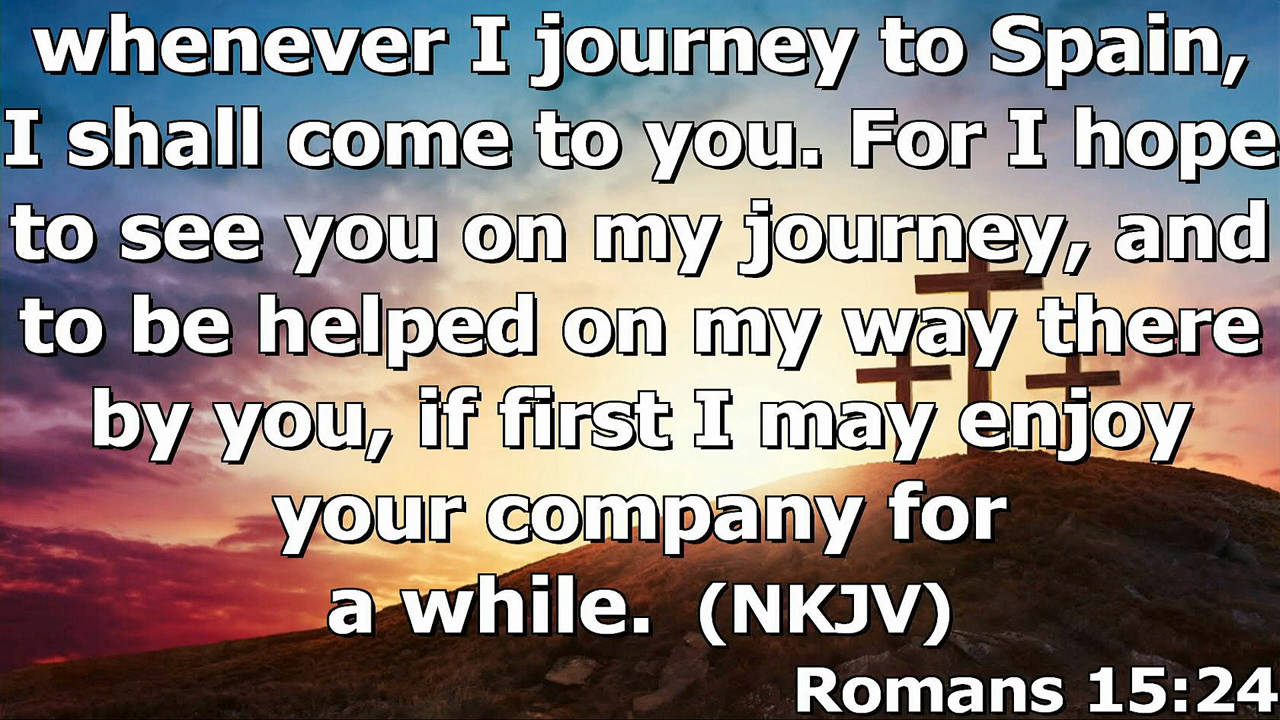 whenever I journey to Spain,
I shall come to you. For I hope
to see you on my journey, and
to be helped on my way there
by you, if first I may enjoy
your company for
a while. (NKJV)
Romans 15:24